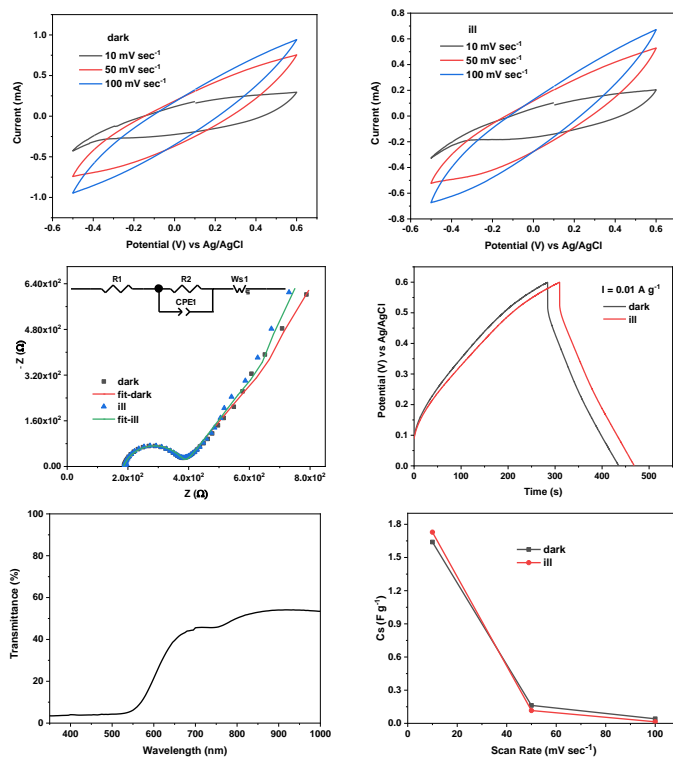 dark
10 mV sec⁻¹
50 mV sec⁻¹
100 mV sec⁻¹
1.0
0.5
0.0
-0.5
-1.0
Current (mA)
-0.6 -0.4 -0.2 0.0 0.2 0.4 0.6
Potential (V) vs Ag/AgCl
ill
10 mV sec⁻¹
50 mV sec⁻¹
100 mV sec⁻¹
0.8
0.6
0.4
0.2
0.0
-0.2
-0.4
-0.6
-0.8
Current (mA)
-0.6 -0.4 -0.2 0.0 0.2 0.4 0.6
Potential (V) vs Ag/AgCl
R1 R2 Ws1
CPE1
6.40x10²
4.80x10²
3.20x10²
1.60x10²
0.00
-Z (Ω)
dark
fit-dark
ill
fit-ill
0.0 2.0x10² 4.0x10² 6.0x10² 8.0x10²
Z (Ω)
I = 0.01 A g⁻¹
dark
ill
0.6
0.5
0.4
0.3
0.2
0.1
0.0
Potential (V) vs Ag/AgCl
0 100 200 300 400 500
Time (s)
100
80
60
40
20
0
Transmittance (%)
400 500 600 700 800 900 1000
Wavelength (nm)
dark
ill
1.8
1.5
1.2
0.9
0.6
0.3
0.0
Cs (F g⁻¹)
0 20 40 60 80 100
Scan Rate (mV sec⁻¹)